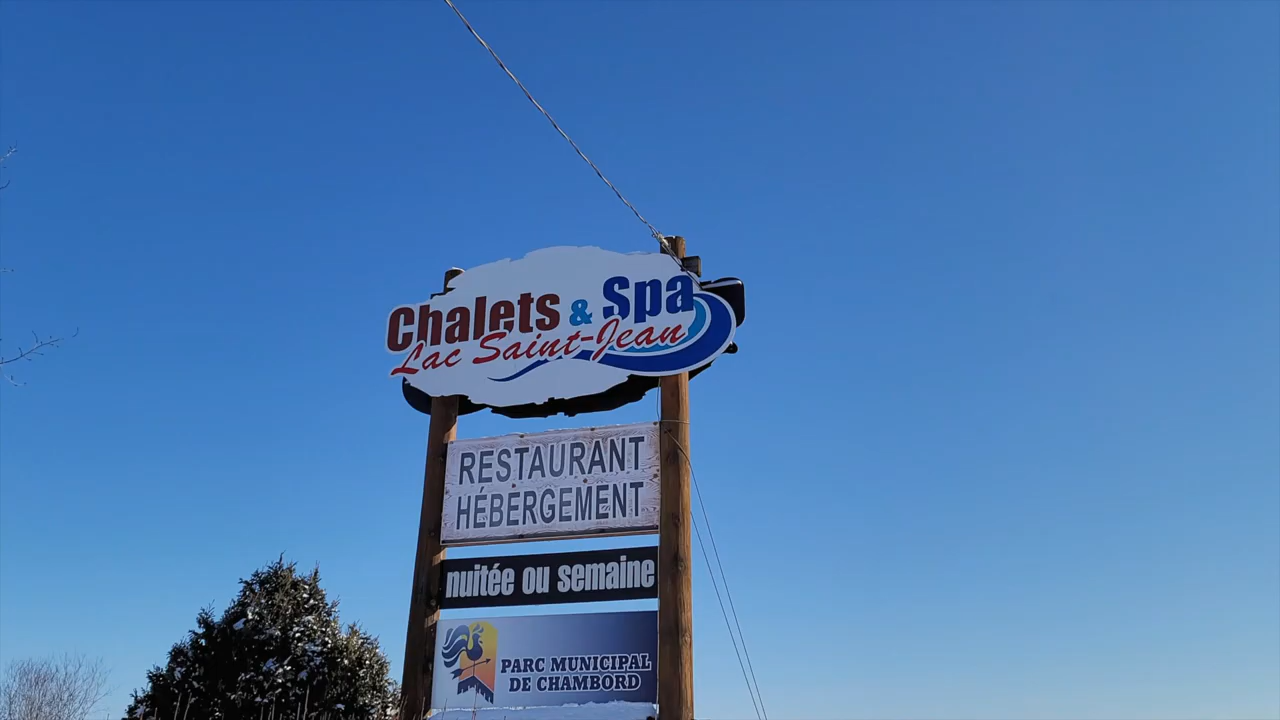 Chalets & Spa
Lac Saint-Jean
RESTAURANT
HÉBERGEMENT
nuitée ou semaine
PARC MUNICIPAL
DE CHAMBORD